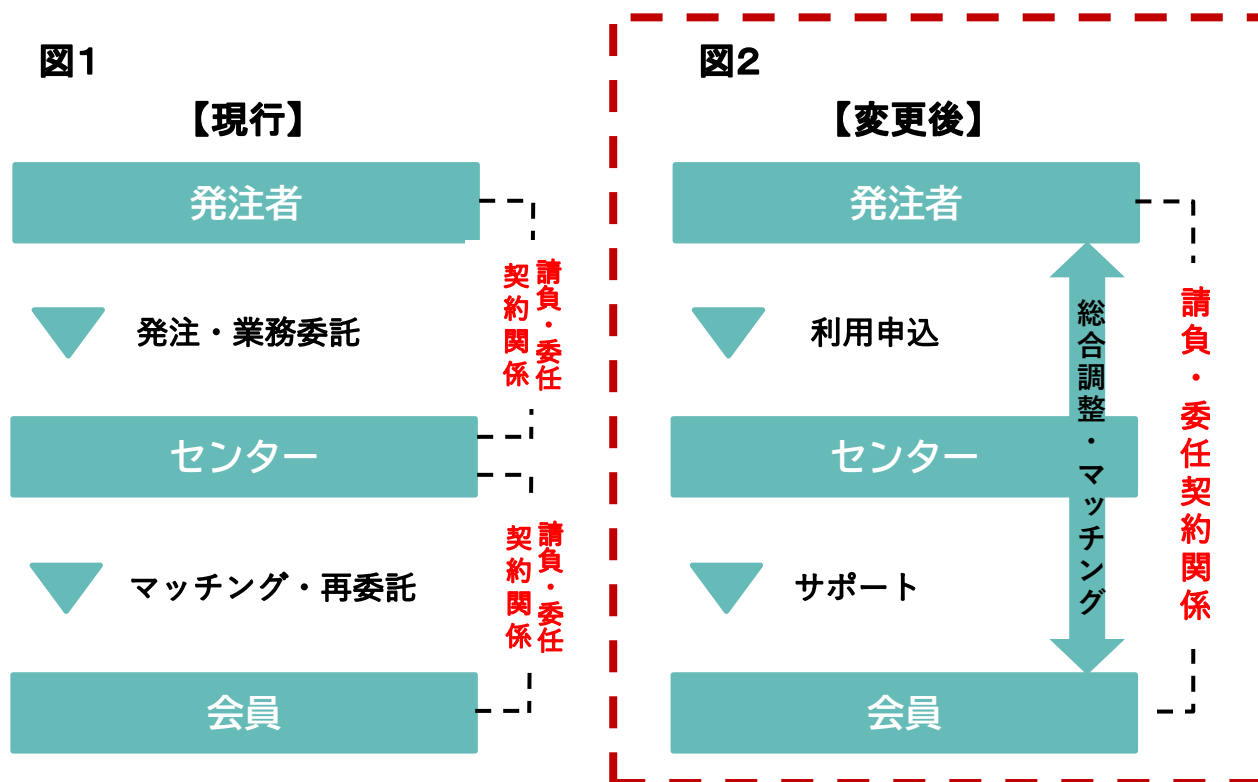 図1
【現行】
発注者
発注・業務委託
請負・委任
契約関係
センター
マッチング・再委託
請負・委任
契約関係
会員
図2
【変更後】
発注者
利用申込
センター
サポート
会員
総合調整・マッチング
請負・委任契約関係